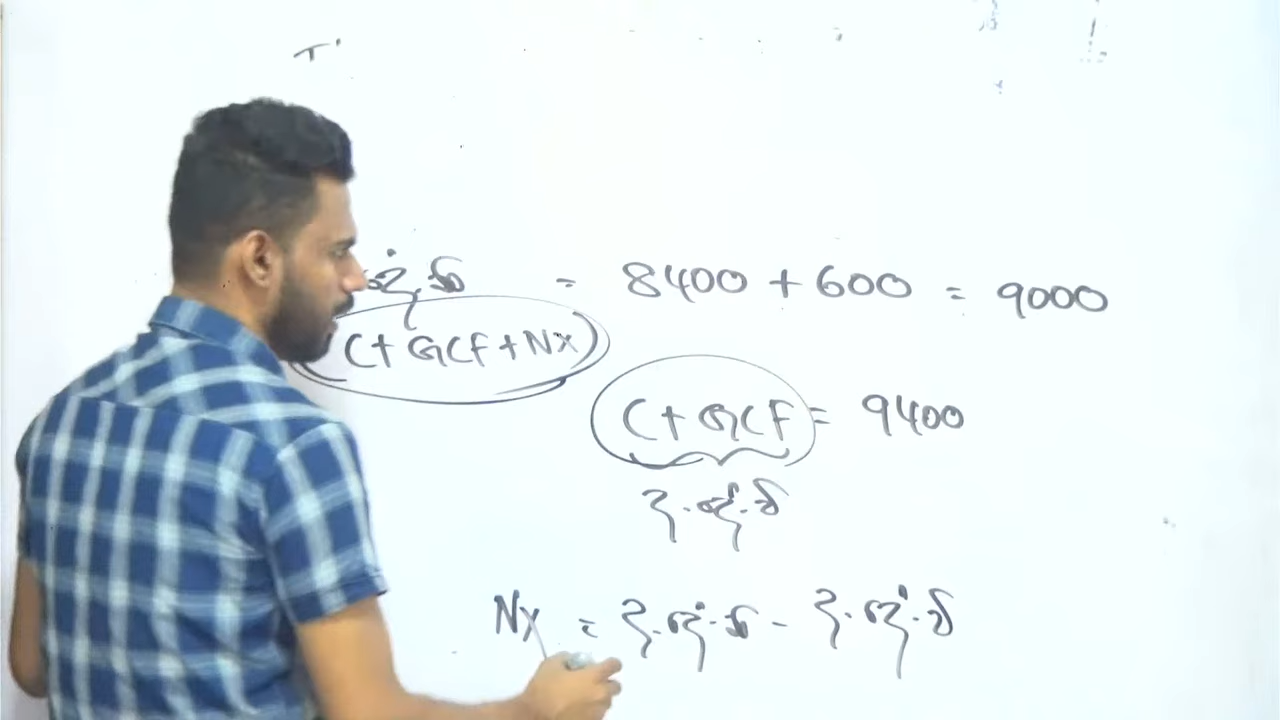 = 8400 + 600 = 9000
(C+ GCF + NX)
C+ GCF = 9400
ද.දේ.වි
NX = ද.දේ.නි - ද.දේ.වි